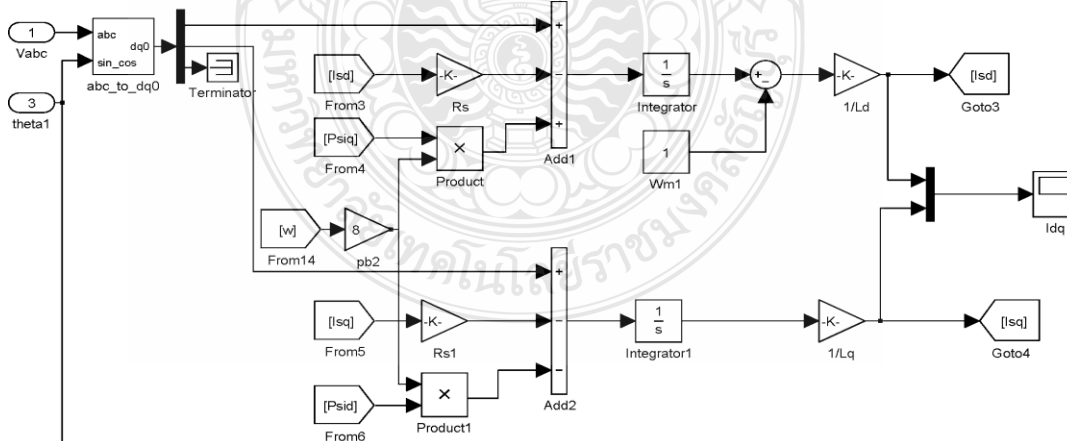 1
Vabc
abc
sin_cos
dq0
abc_to_dq0
3
theta1
Terminator
[Isd]
From3
-K-
Rs
[Psiq]
From4
×
Product
+
−
+
Add1
1
s
Integrator
+
−
1
Wm1
-K-
1/Ld
[Isd]
Goto3
Idq
[w]
From14
8
pb2
[Isq]
From5
-K-
Rs1
[Psid]
From6
×
Product1
+
−
−
Add2
1
s
Integrator1
-K-
1/Lq
[Isq]
Goto4